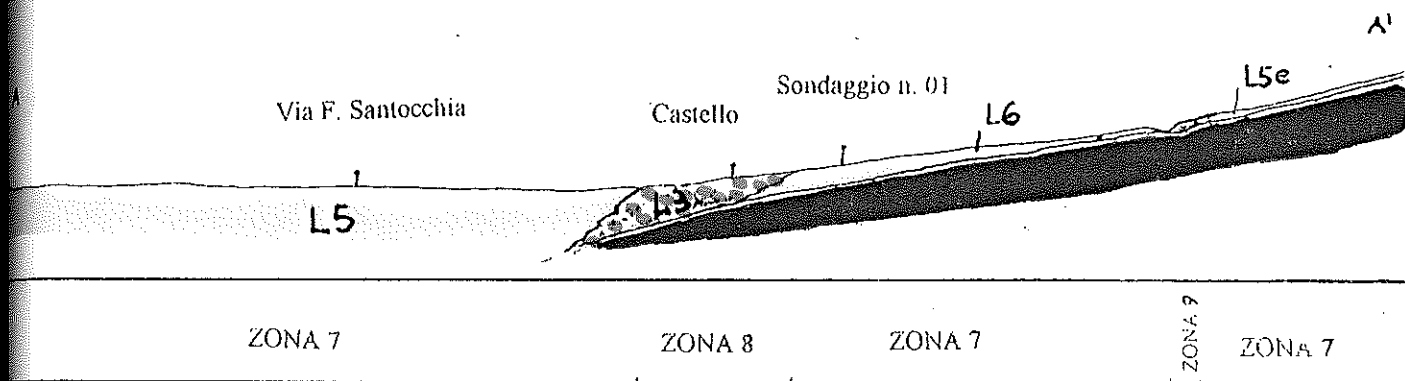 A'
Via F. Santocchia
Castello
Sondaggio n. 01
L6
L5e
L5
L3
ZONA 7
ZONA 8
ZONA 7
ZONA 9
ZONA 7